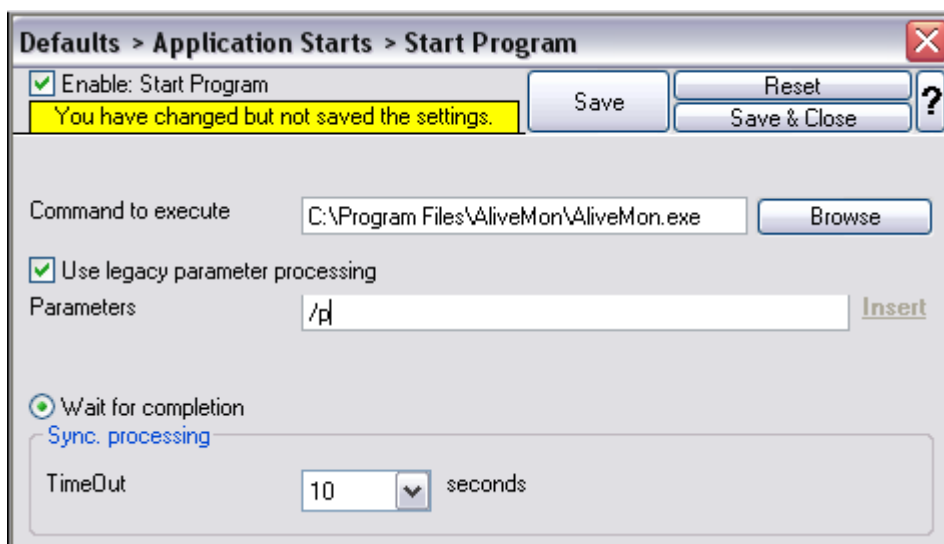 Defaults > Application Starts > Start Program
Enable: Start Program
You have changed but not saved the settings.
Save
Reset
Save & Close
?
Command to execute
C:\Program Files\AliveMon\AliveMon.exe
Browse
Use legacy parameter processing
Parameters
/p
Insert
Wait for completion
Sync. processing
TimeOut
10
seconds